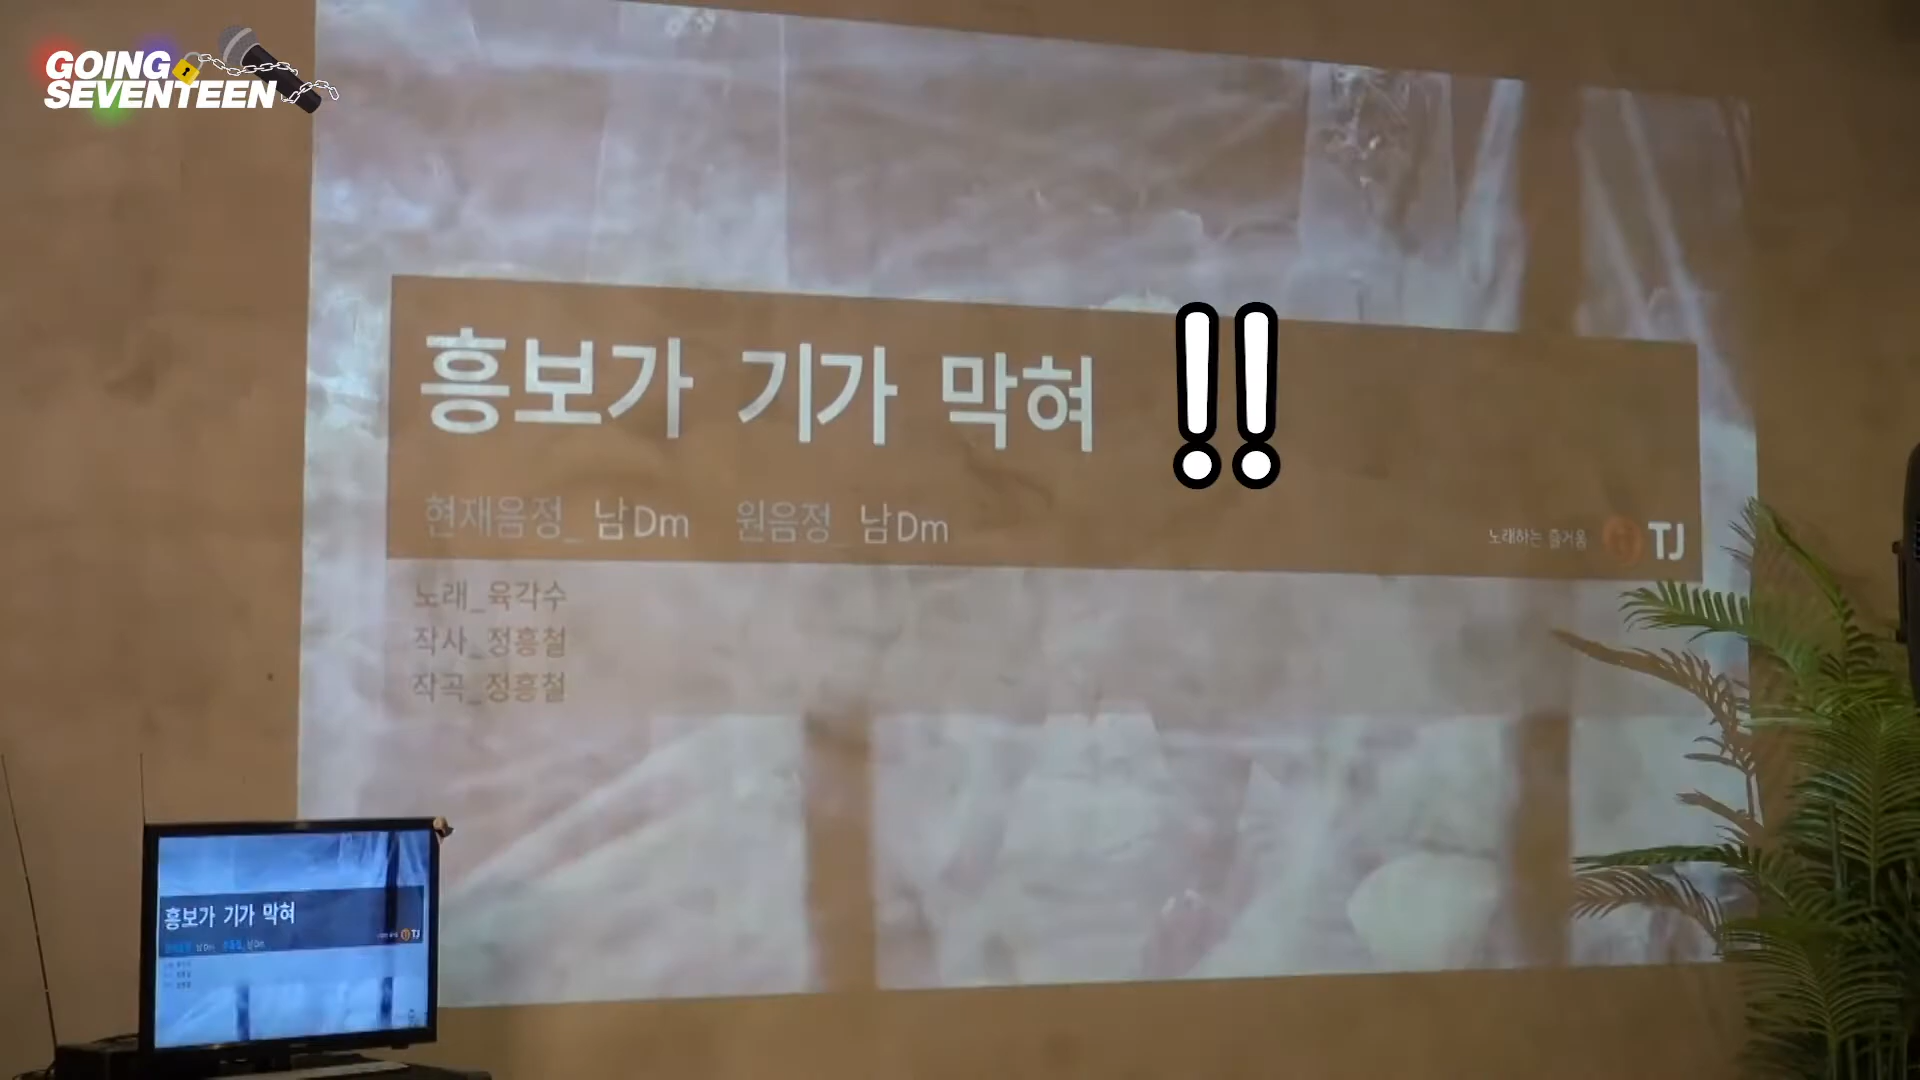 GOING
SEVENTEEN
흥보가 기가 막혀 !!
현재음정_ 남Dm 원음정_ 남Dm
노래하는 즐거움 TJ
노래_육각수
작사_정흥철
작곡_정흥철
흥보가 기가 막혀
TJ